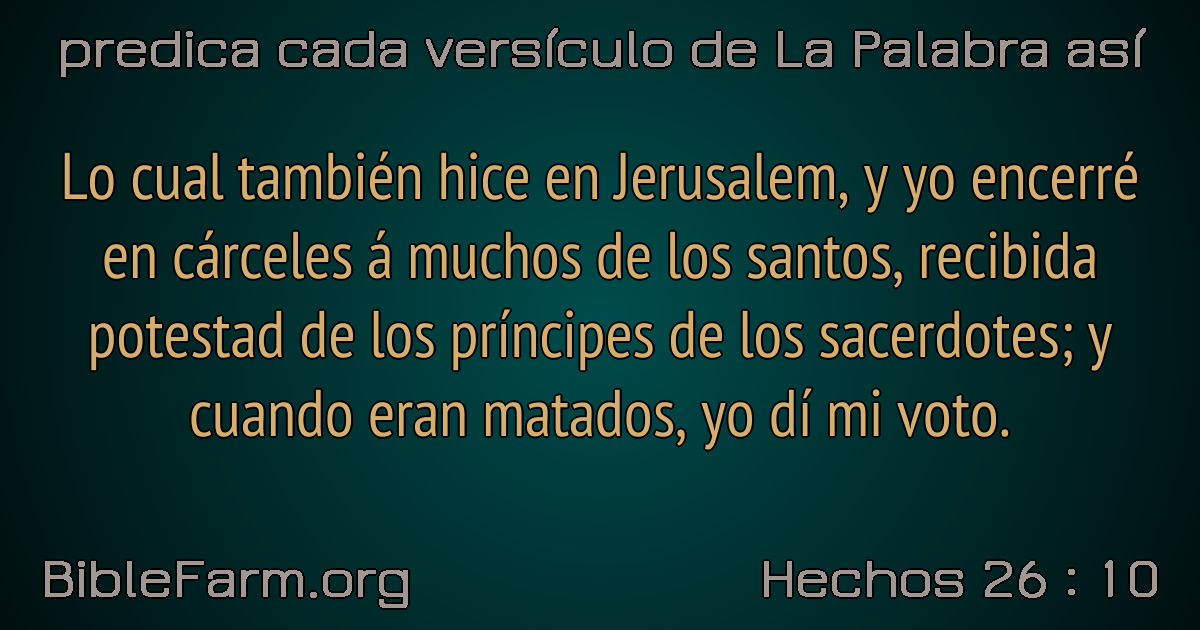 predica cada versículo de La Palabra así
Lo cual también hice en Jerusalem, y yo encerré
en cárceles á muchos de los santos, recibida
potestad de los príncipes de los sacerdotes; y
cuando eran matados, yo dí mi voto.
BibleFarm.org
Hechos 26 : 10